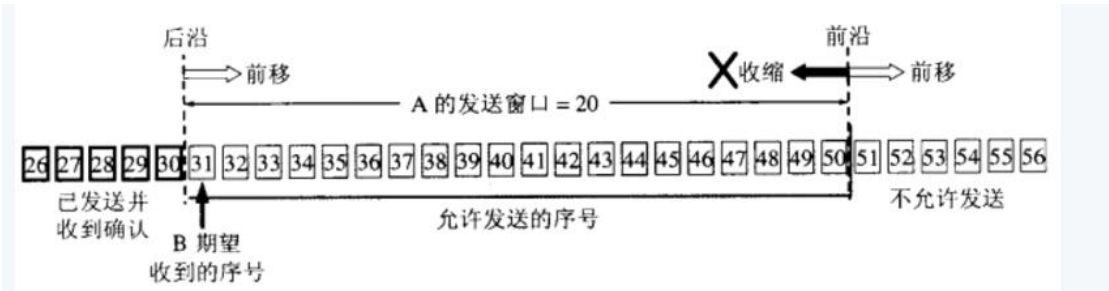 后沿
前沿
前移
收缩
前移
A 的发送窗口 = 20
26 27 28 29 30 31 32 33 34 35 36 37 38 39 40 41 42 43 44 45 46 47 48 49 50 51 52 53 54 55 56
已发送并
收到确认
允许发送的序号
不允许发送
B 期望
收到的序号